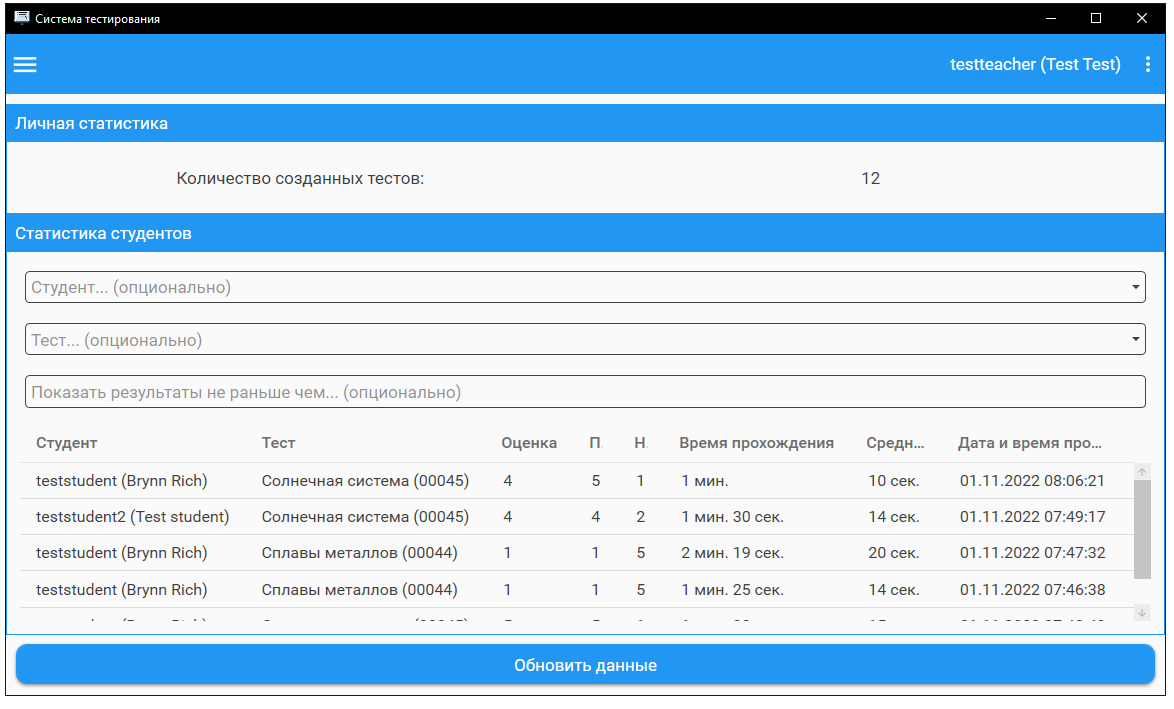 Система тестирования
testteacher (Test Test)
Личная статистика
Количество созданных тестов: 12
Статистика студентов
Студент... (опционально)
Тест... (опционально)
Показать результаты не раньше чем... (опционально)
Студент Тест Оценка П. Н. Время прохождения Средн... Дата и время про...
teststudent (Brynn Rich) Солнечная система (00045) 4 5 1 1 мин. 10 сек. 01.11.2022 08:06:21
teststudent2 (Test student) Солнечная система (00045) 4 4 2 1 мин. 30 сек. 14 сек. 01.11.2022 07:49:17
teststudent (Brynn Rich) Сплавы металлов (00044) 1 1 5 2 мин. 19 сек. 20 сек. 01.11.2022 07:47:32
teststudent (Brynn Rich) Сплавы металлов (00044) 1 1 5 1 мин. 25 сек. 14 сек. 01.11.2022 07:46:38
Обновить данные